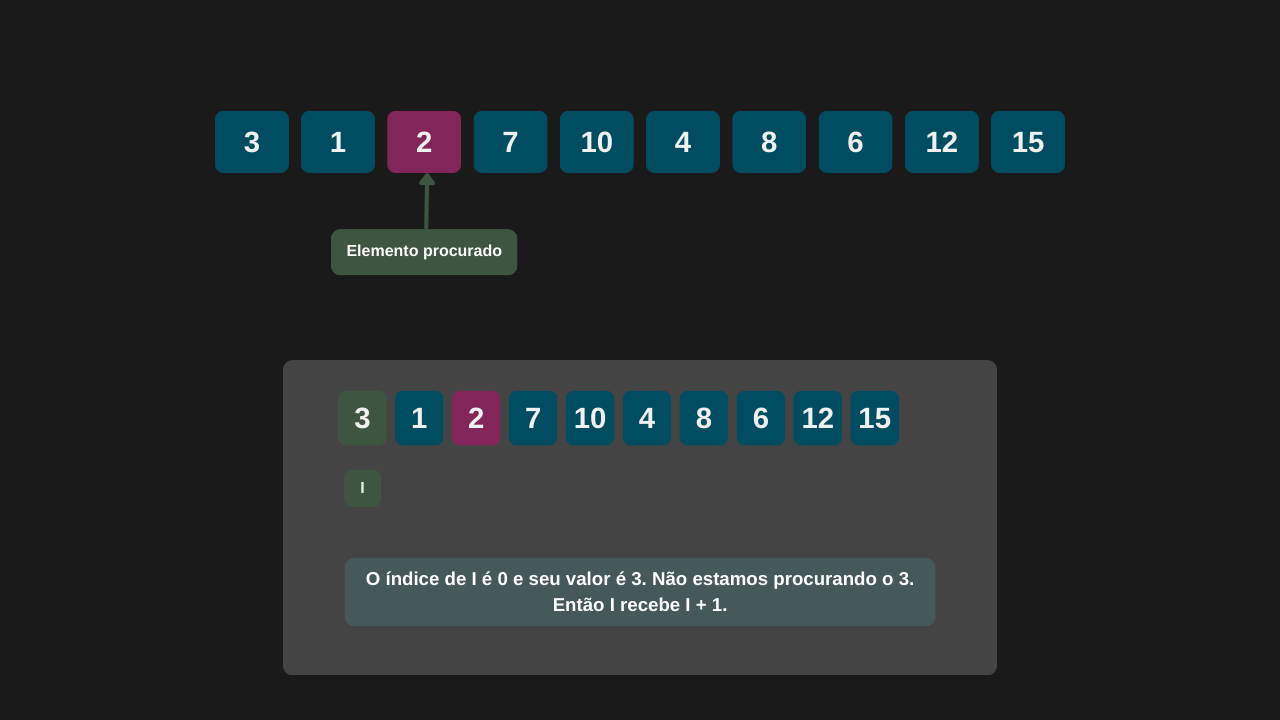 3 1 2 7 10 4 8 6 12 15
Elemento procurado
3 1 2 7 10 4 8 6 12 15
I
O índice de I é 0 e seu valor é 3. Não estamos procurando o 3.
Então I recebe I + 1.